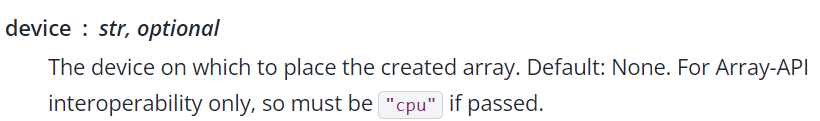 device : str, optional
The device on which to place the created array. Default: None. For Array-API
interoperability only, so must be "cpu" if passed.